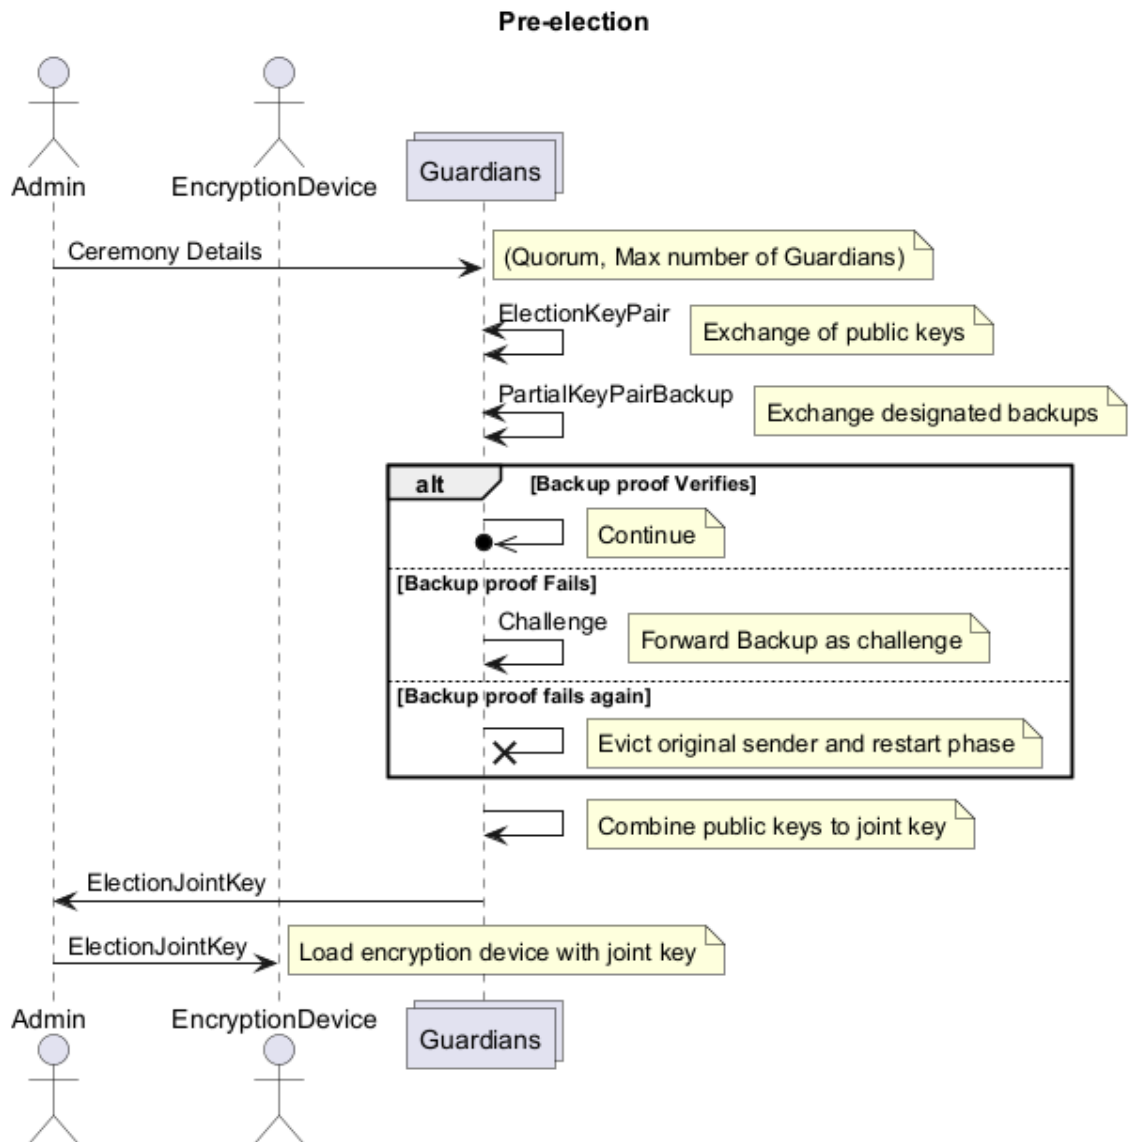 Pre-election
Admin
EncryptionDevice
Guardians
Ceremony Details
(Quorum, Max number of Guardians)
ElectionKeyPair
Exchange of public keys
PartialKeyPairBackup
Exchange designated backups
alt
[Backup proof Verifies]
Continue
[Backup proof Fails]
Challenge
Forward Backup as challenge
[Backup proof fails again]
Evict original sender and restart phase
Combine public keys to joint key
ElectionJointKey
ElectionJointKey
Load encryption device with joint key
Admin
EncryptionDevice
Guardians